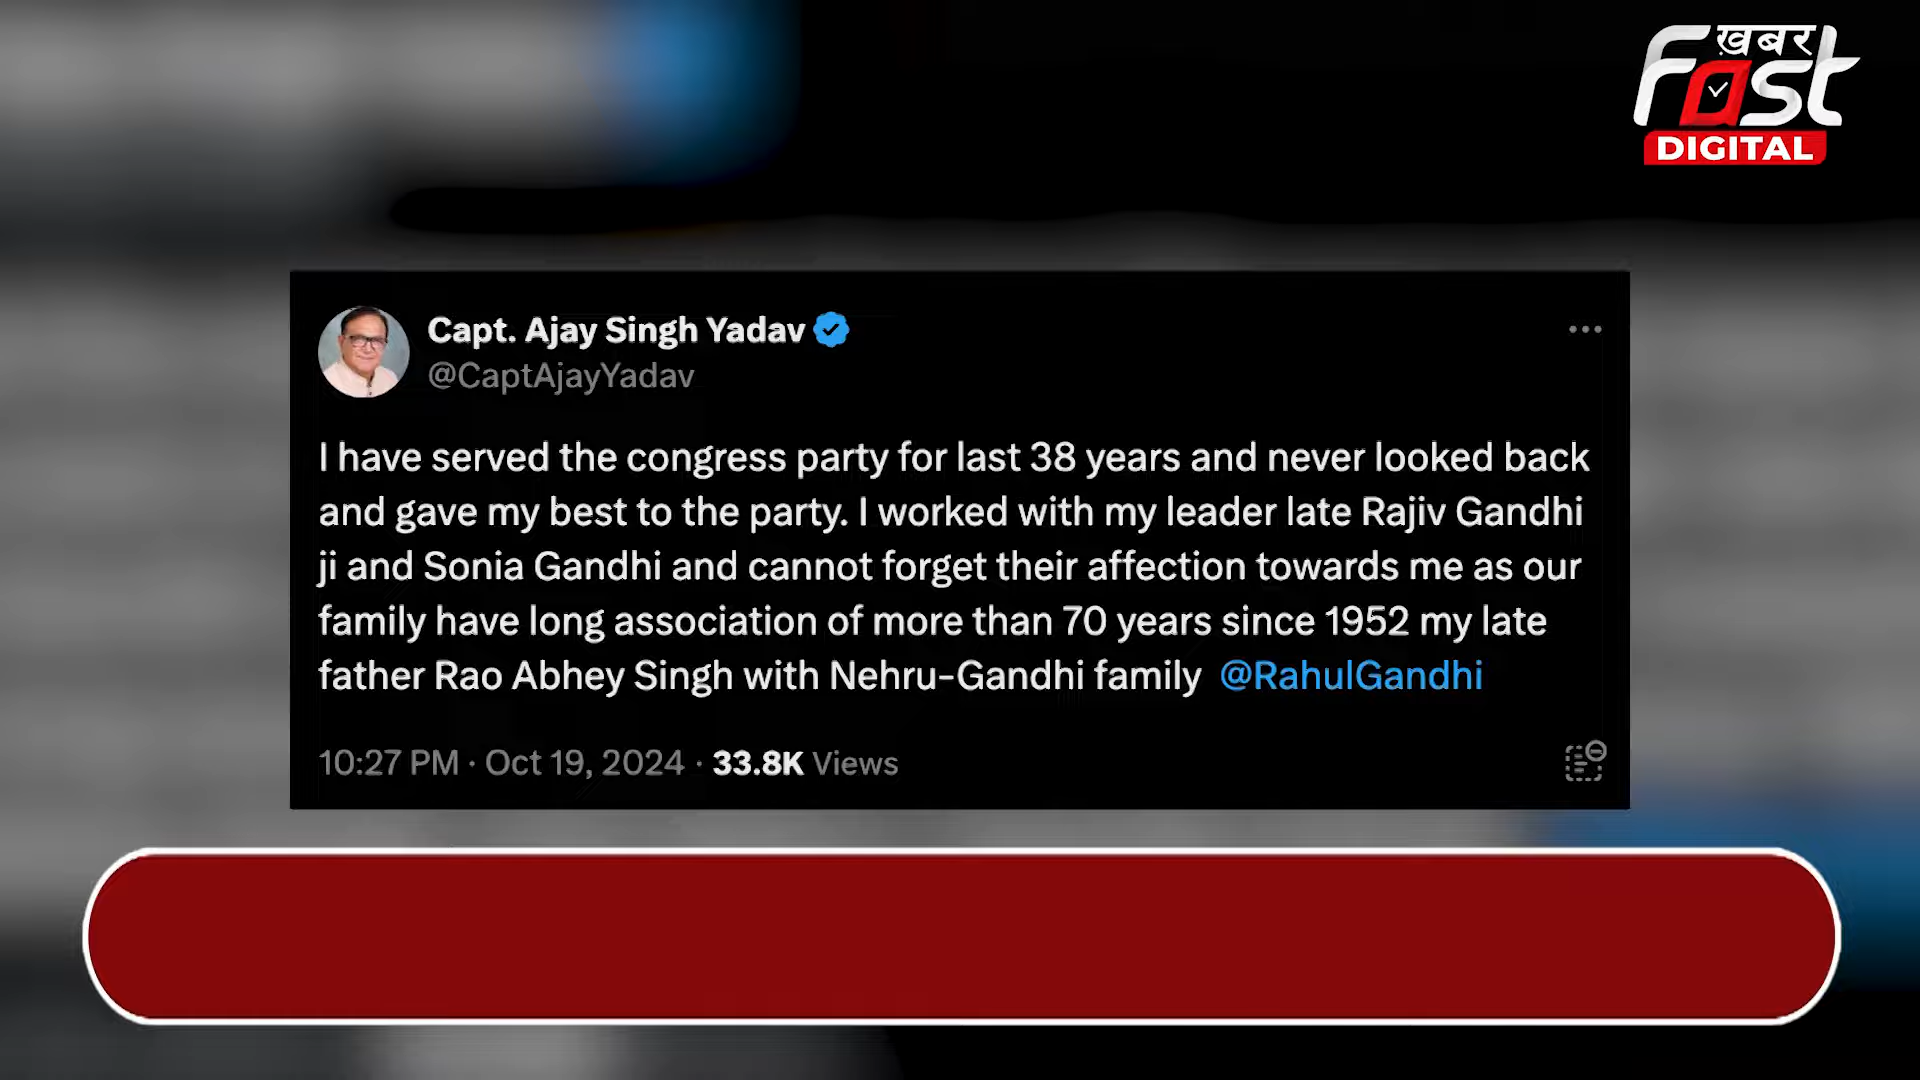 ख़बर
Fast
DIGITAL
Capt. Ajay Singh Yadav
@CaptAjayYadav
I have served the congress party for last 38 years and never looked back
and gave my best to the party. I worked with my leader late Rajiv Gandhi
ji and Sonia Gandhi and cannot forget their affection towards me as our
family have long association of more than 70 years since 1952 my late
father Rao Abhey Singh with Nehru-Gandhi family @RahulGandhi
10:27 PM · Oct 19, 2024 · 33.8K Views